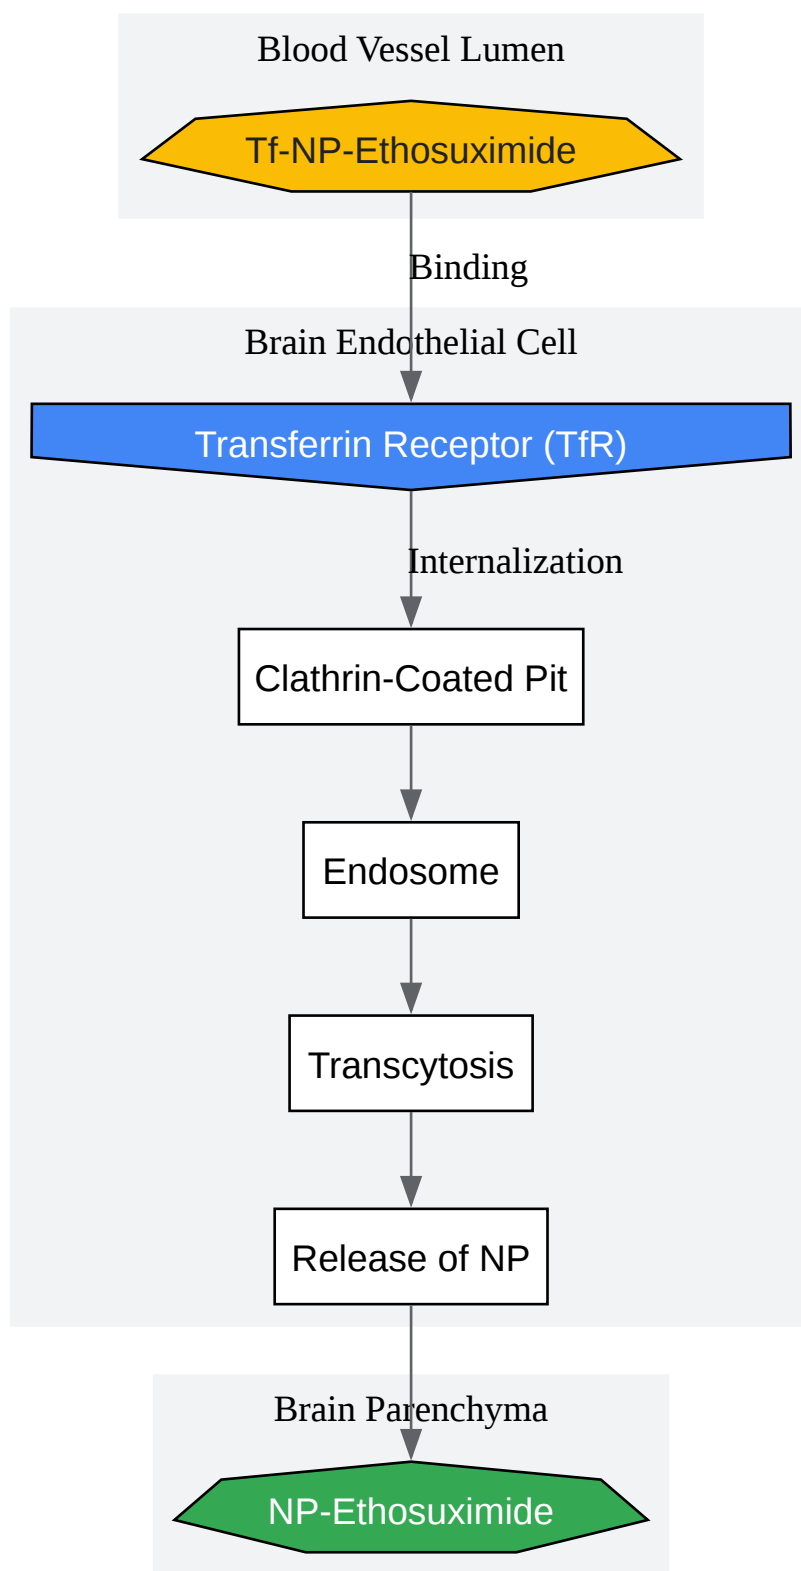 Blood Vessel Lumen
Tf-NP-Ethosuximide
Binding
Brain Endothelial Cell
Transferrin Receptor (TfR)
Internalization
Clathrin-Coated Pit
Endosome
Transcytosis
Release of NP
Brain Parenchyma
NP-Ethosuximide